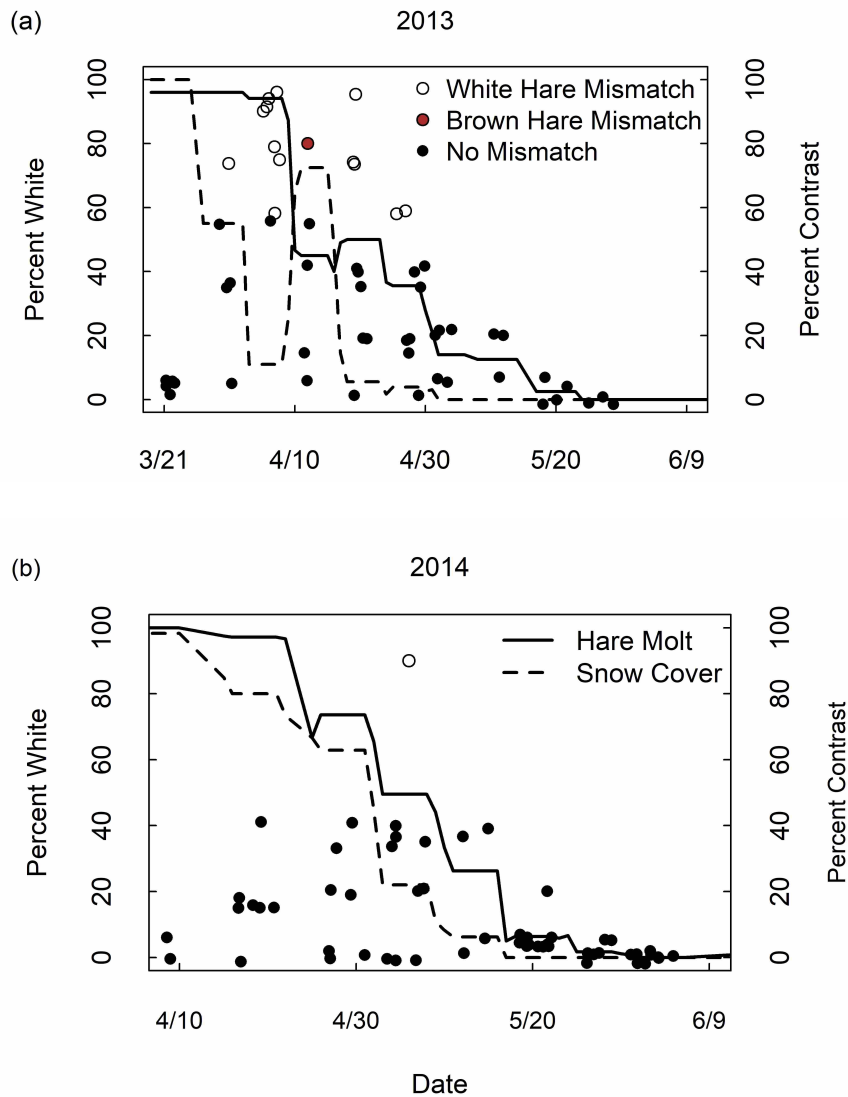 (a)
2013
White Hare Mismatch
Brown Hare Mismatch
No Mismatch
Percent White
0 20 40 60 80 100
Percent Contrast
0 20 40 60 80 100
3/21 4/10 4/30 5/20 6/9
(b)
2014
Hare Molt
Snow Cover
Percent White
0 20 40 60 80 100
Percent Contrast
0 20 40 60 80 100
4/10 4/30 5/20 6/9
Date